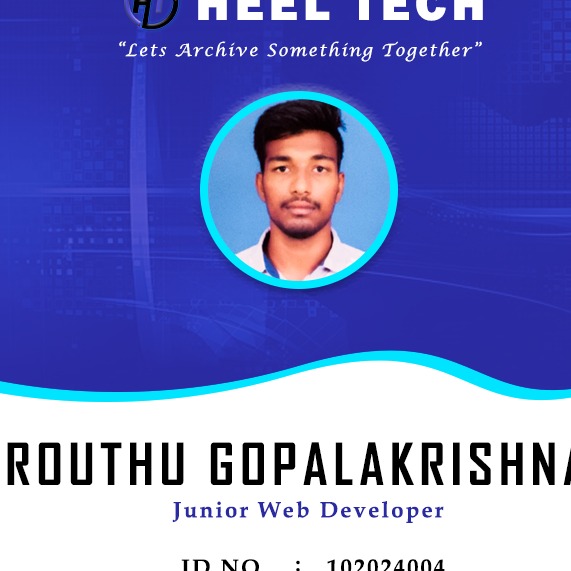 HEEL TECH
“Lets Archive Something Together”
ROUTHU GOPALAKRISHNA
Junior Web Developer
ID NO : 102024004